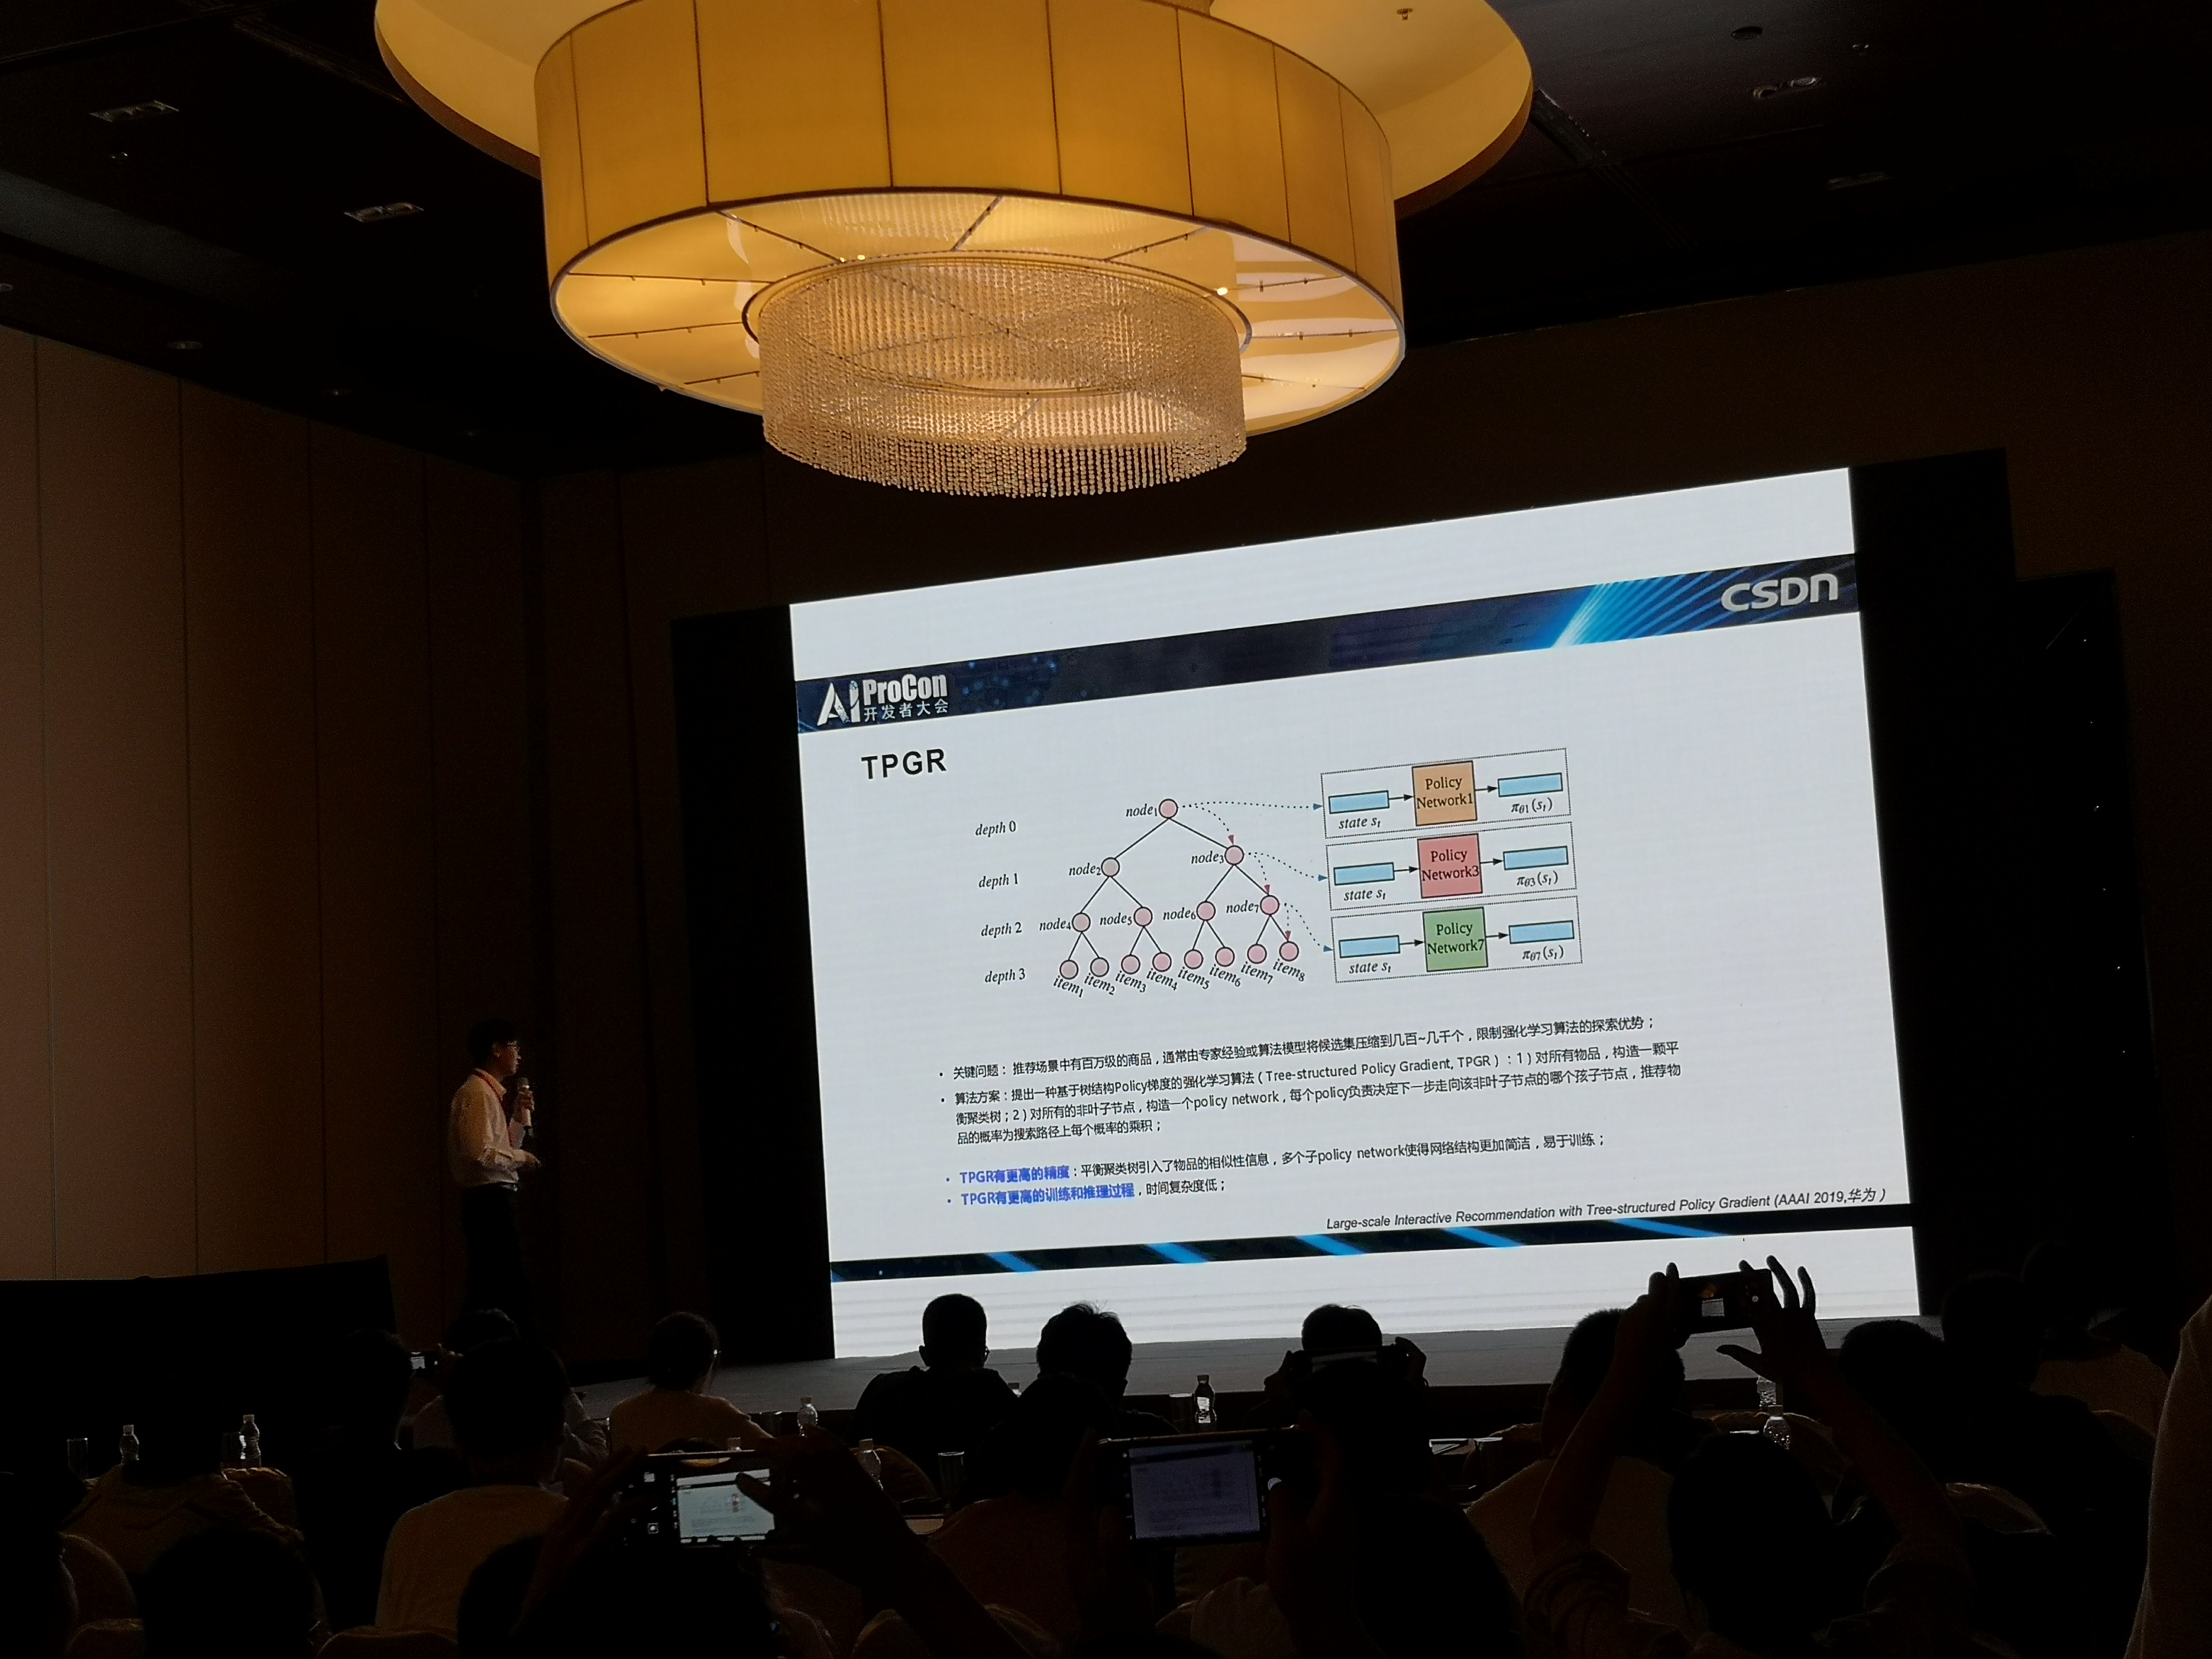 CSDN
AI ProCon
开发者大会
TPGR
depth 0
depth 1
depth 2
depth 3
node1
node2
node3
node4
node5
node6
node7
item1
item2
item3
item4
item5
item6
item7
item8
Policy
Network1
state st
πθ1(st)
Policy
Network3
state st
πθ3(st)
Policy
Network7
state st
πθ7(st)
• 关键问题：推荐场景中有百万级的商品，通常由专家经验或算法模型将候选集压缩到几百~几千个，限制强化学习算法的探索优势；
• 算法方案：提出一种基于树结构Policy梯度的强化学习算法（Tree-structured Policy Gradient, TPGR）：1）对所有物品，构造一颗平
衡聚类树；2）对所有的非叶子节点，构造一个policy network，每个policy负责决定下一步走向该非叶子节点的哪个孩子节点，推荐物
品的概率为搜索路径上每个概率的乘积；
• TPGR有更高的精度：平衡聚类树引入了物品的相似性信息，多个子policy network使得网络结构更加简洁，易于训练；
• TPGR有更高的训练和推理过程，时间复杂度低；
Large-scale Interactive Recommendation with Tree-structured Policy Gradient (AAAI 2019,华为）